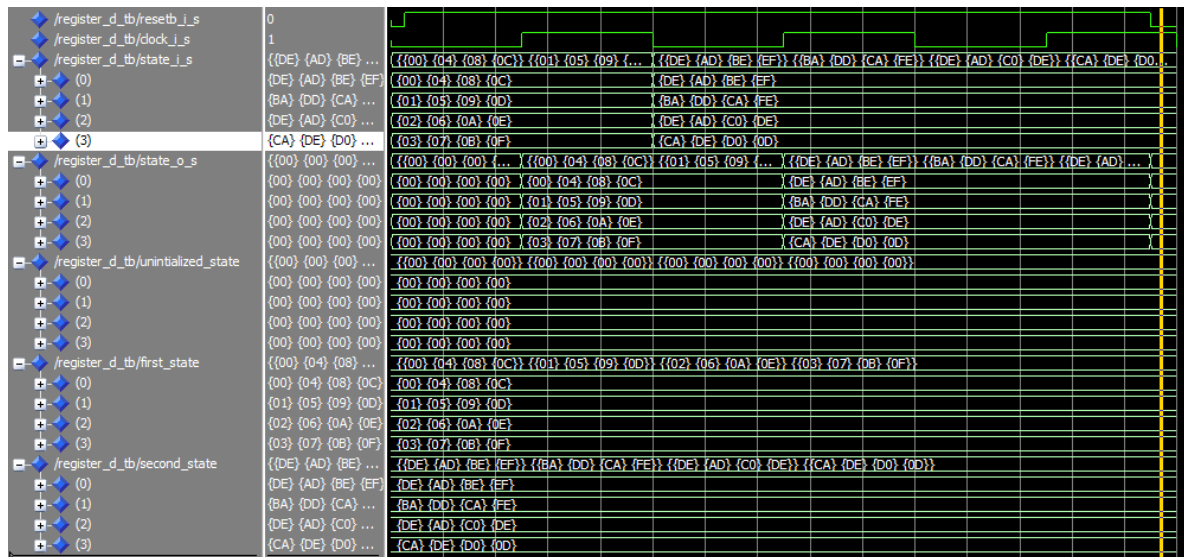 /register_d_tb/resetb_i_s 0
/register_d_tb/clock_i_s 1
/register_d_tb/state_i_s {{DE} {AD} {BE} ... {{00} {04} {08} {0C}} {{01} {05} {09} {... {{DE} {AD} {BE} {EF}} {{BA} {DD} {CA} {FE}} {{DE} {AD} {C0} {DE}} {{CA} {DE} {D0...
(0) {DE} {AD} {BE} {EF} {00} {04} {08} {0C} {DE} {AD} {BE} {EF}
(1) {BA} {DD} {CA} ... {01} {05} {09} {0D} {BA} {DD} {CA} {FE}
(2) {DE} {AD} {C0} ... {02} {06} {0A} {0E} {DE} {AD} {C0} {DE}
(3) {CA} {DE} {D0} ... {03} {07} {0B} {0F} {CA} {DE} {D0} {0D}
/register_d_tb/state_o_s {{00} {00} {00} ... {{00} {00} {00} {... {{00} {04} {08} {0C}} {{01} {05} {09} {... {{DE} {AD} {BE} {EF}} {{BA} {DD} {CA} {FE}} {{DE} {AD} ...
(0) {00} {00} {00} {00} {00} {00} {00} {00} {00} {04} {08} {0C} {DE} {AD} {BE} {EF}
(1) {00} {00} {00} {00} {00} {00} {00} {00} {01} {05} {09} {0D} {BA} {DD} {CA} {FE}
(2) {00} {00} {00} {00} {00} {00} {00} {00} {02} {06} {0A} {0E} {DE} {AD} {C0} {DE}
(3) {00} {00} {00} {00} {00} {00} {00} {00} {03} {07} {0B} {0F} {CA} {DE} {D0} {0D}
/register_d_tb/unintialized_state {{00} {00} {00} ... {{00} {00} {00} {00}} {{00} {00} {00} {00}} {{00} {00} {00} {00}} {{00} {00} {00} {00}}
(0) {00} {00} {00} {00} {00} {00} {00} {00}
(1) {00} {00} {00} {00} {00} {00} {00} {00}
(2) {00} {00} {00} {00} {00} {00} {00} {00}
(3) {00} {00} {00} {00} {00} {00} {00} {00}
/register_d_tb/first_state {{00} {04} {08} ... {{00} {04} {08} {0C}} {{01} {05} {09} {0D}} {{02} {06} {0A} {0E}} {{03} {07} {0B} {0F}}
(0) {00} {04} {08} {0C} {00} {04} {08} {0C}
(1) {01} {05} {09} {0D} {01} {05} {09} {0D}
(2) {02} {06} {0A} {0E} {02} {06} {0A} {0E}
(3) {03} {07} {0B} {0F} {03} {07} {0B} {0F}
/register_d_tb/second_state {{DE} {AD} {BE} ... {{DE} {AD} {BE} {EF}} {{BA} {DD} {CA} {FE}} {{DE} {AD} {C0} {DE}} {{CA} {DE} {D0} {0D}}
(0) {DE} {AD} {BE} {EF} {DE} {AD} {BE} {EF}
(1) {BA} {DD} {CA} ... {BA} {DD} {CA} {FE}
(2) {DE} {AD} {C0} ... {DE} {AD} {C0} {DE}
(3) {CA} {DE} {D0} ... {CA} {DE} {D0} {0D}